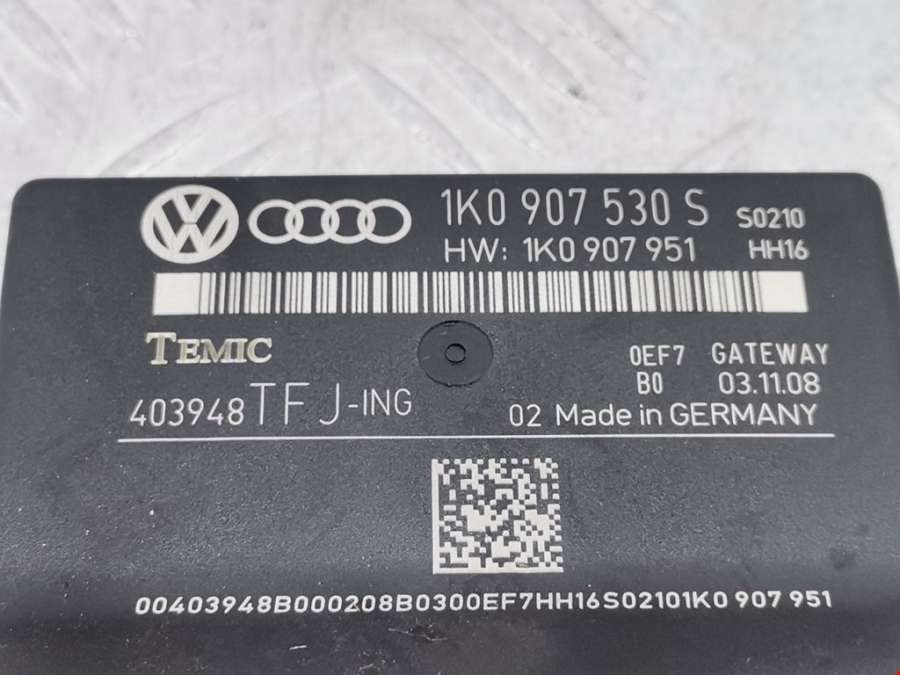 1K0 907 530 S S0210
HW: 1K0 907 951 HH16
TEMIC
0EF7 GATEWAY
B0 03.11.08
403948TFJ-ING
02 Made in GERMANY
00403948B000208B0300EF7HH16S02101K0 907 951